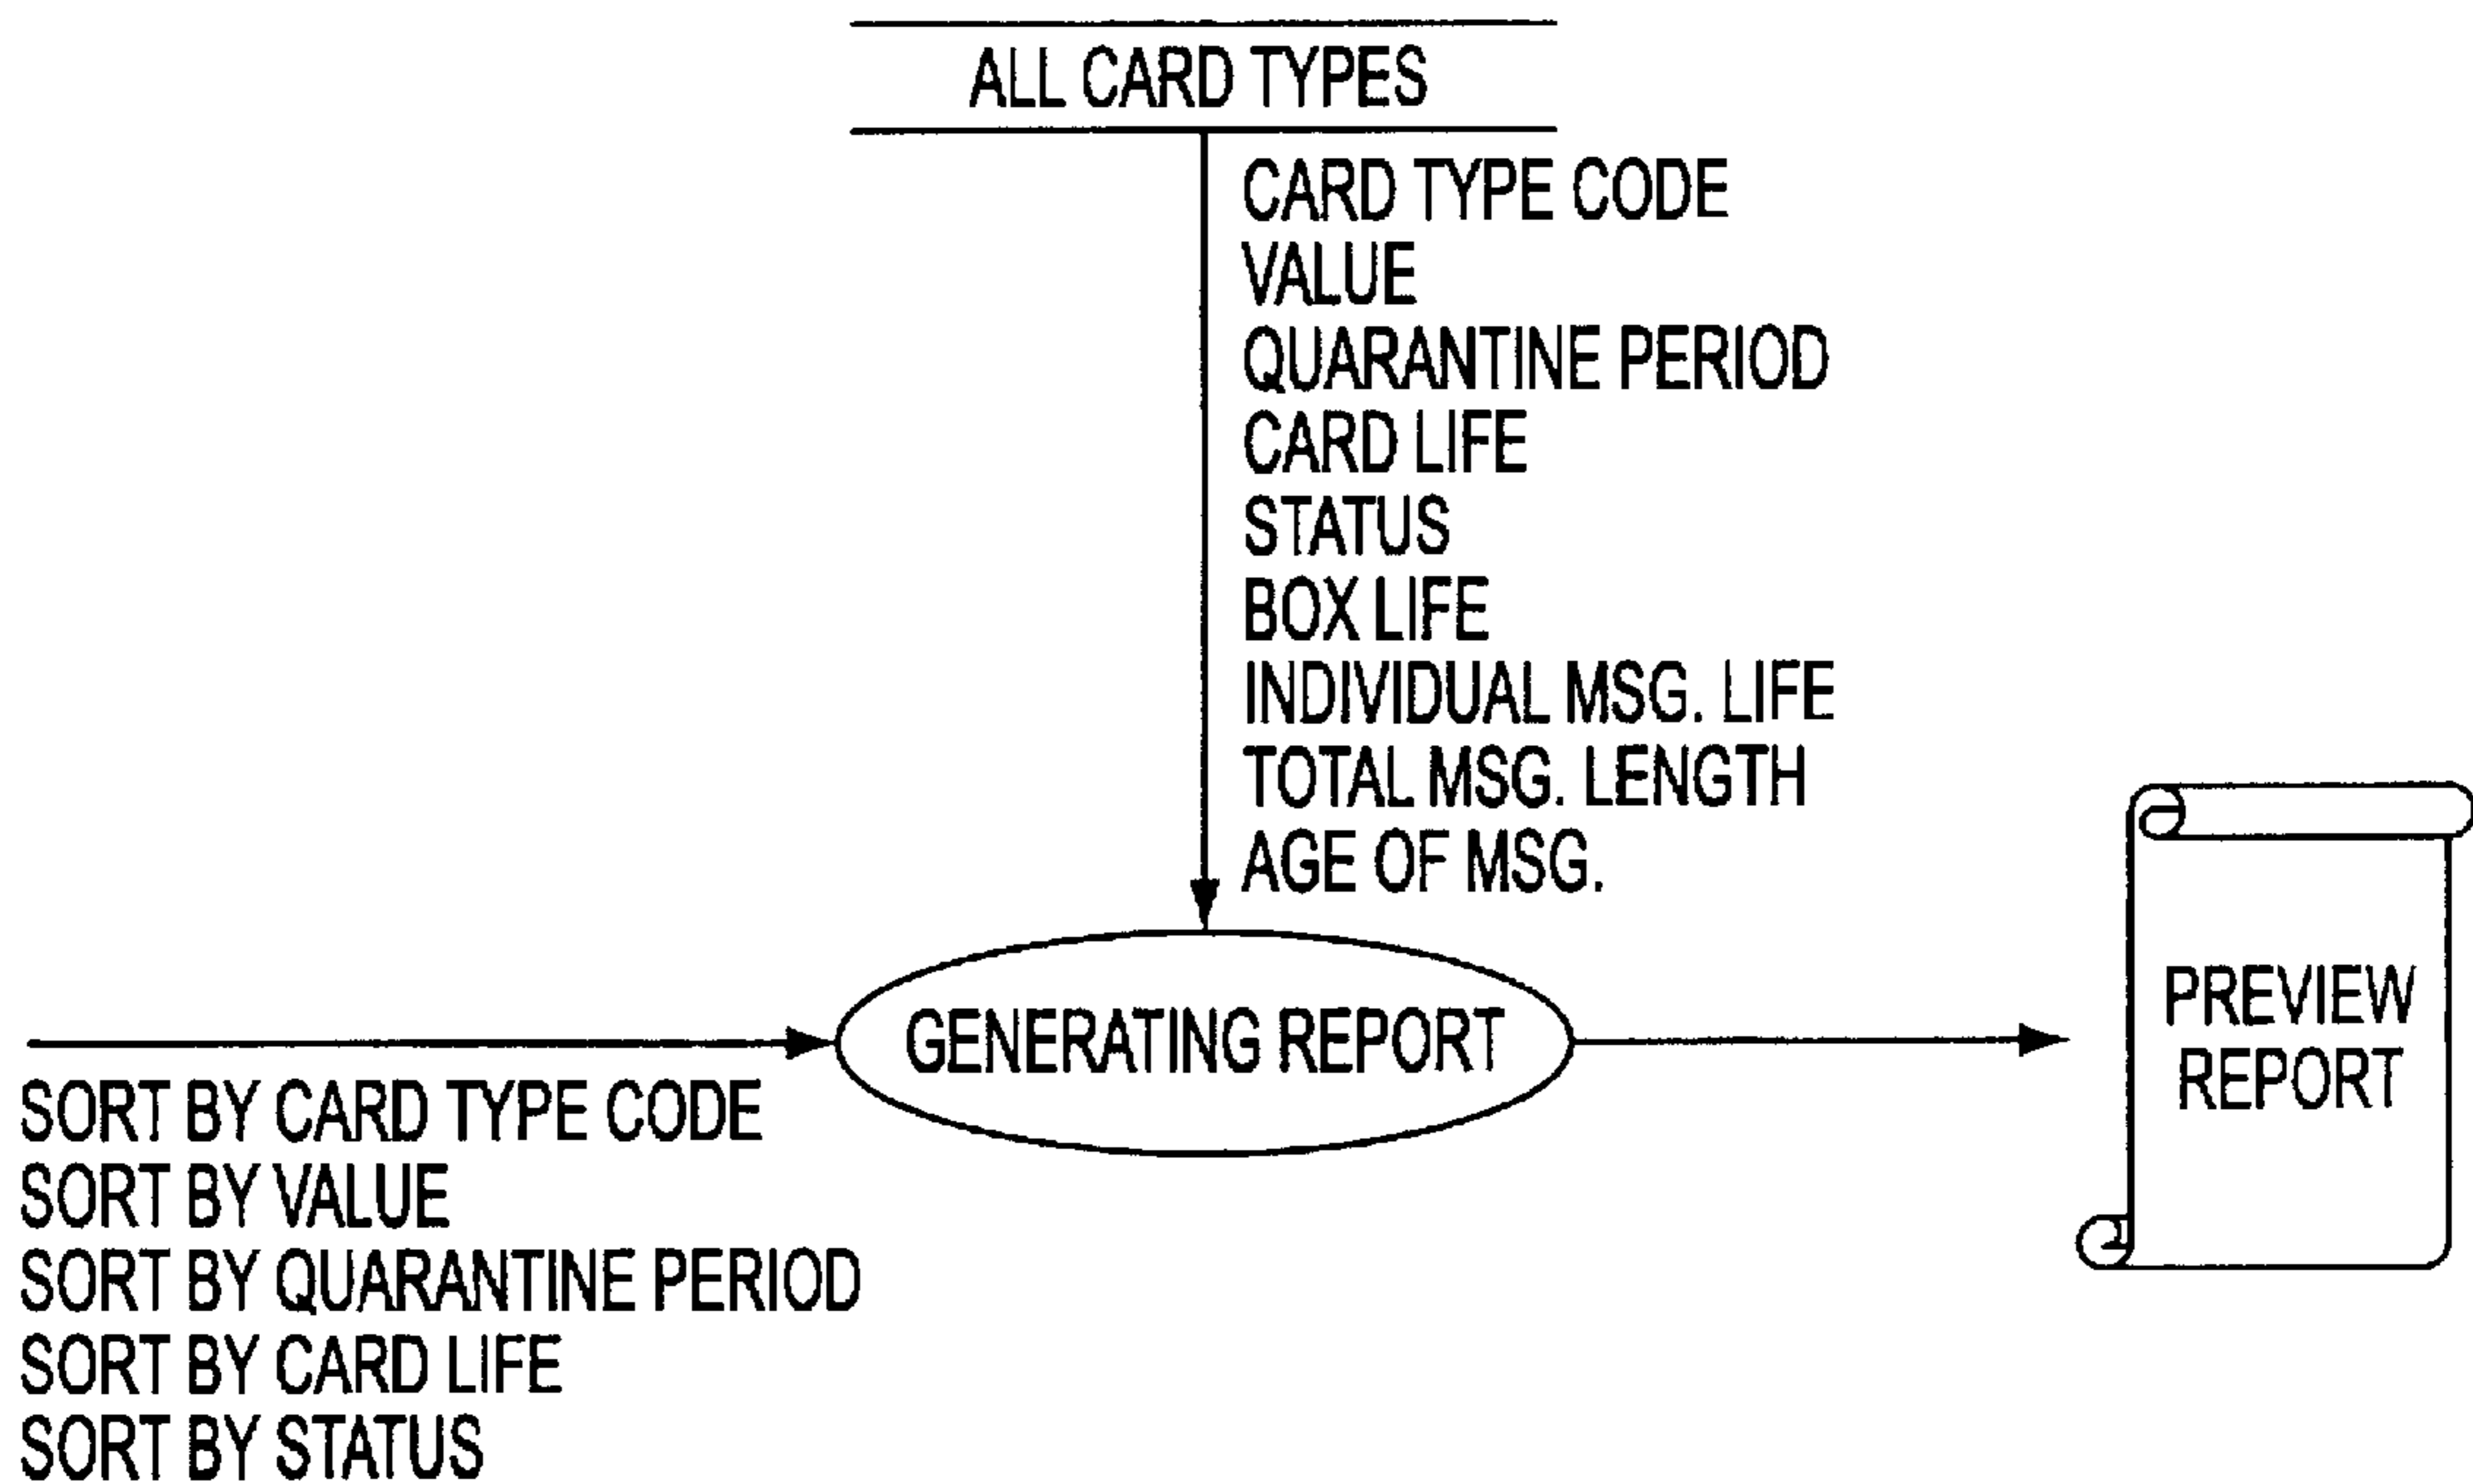 ALL CARD TYPES
CARD TYPE CODE
VALUE
QUARANTINE PERIOD
CARD LIFE
STATUS
BOX LIFE
INDIVIDUAL MSG. LIFE
TOTAL MSG. LENGTH
AGE OF MSG.
GENERATING REPORT
PREVIEW
REPORT
SORT BY CARD TYPE CODE
SORT BY VALUE
SORT BY QUARANTINE PERIOD
SORT BY CARD LIFE
SORT BY STATUS